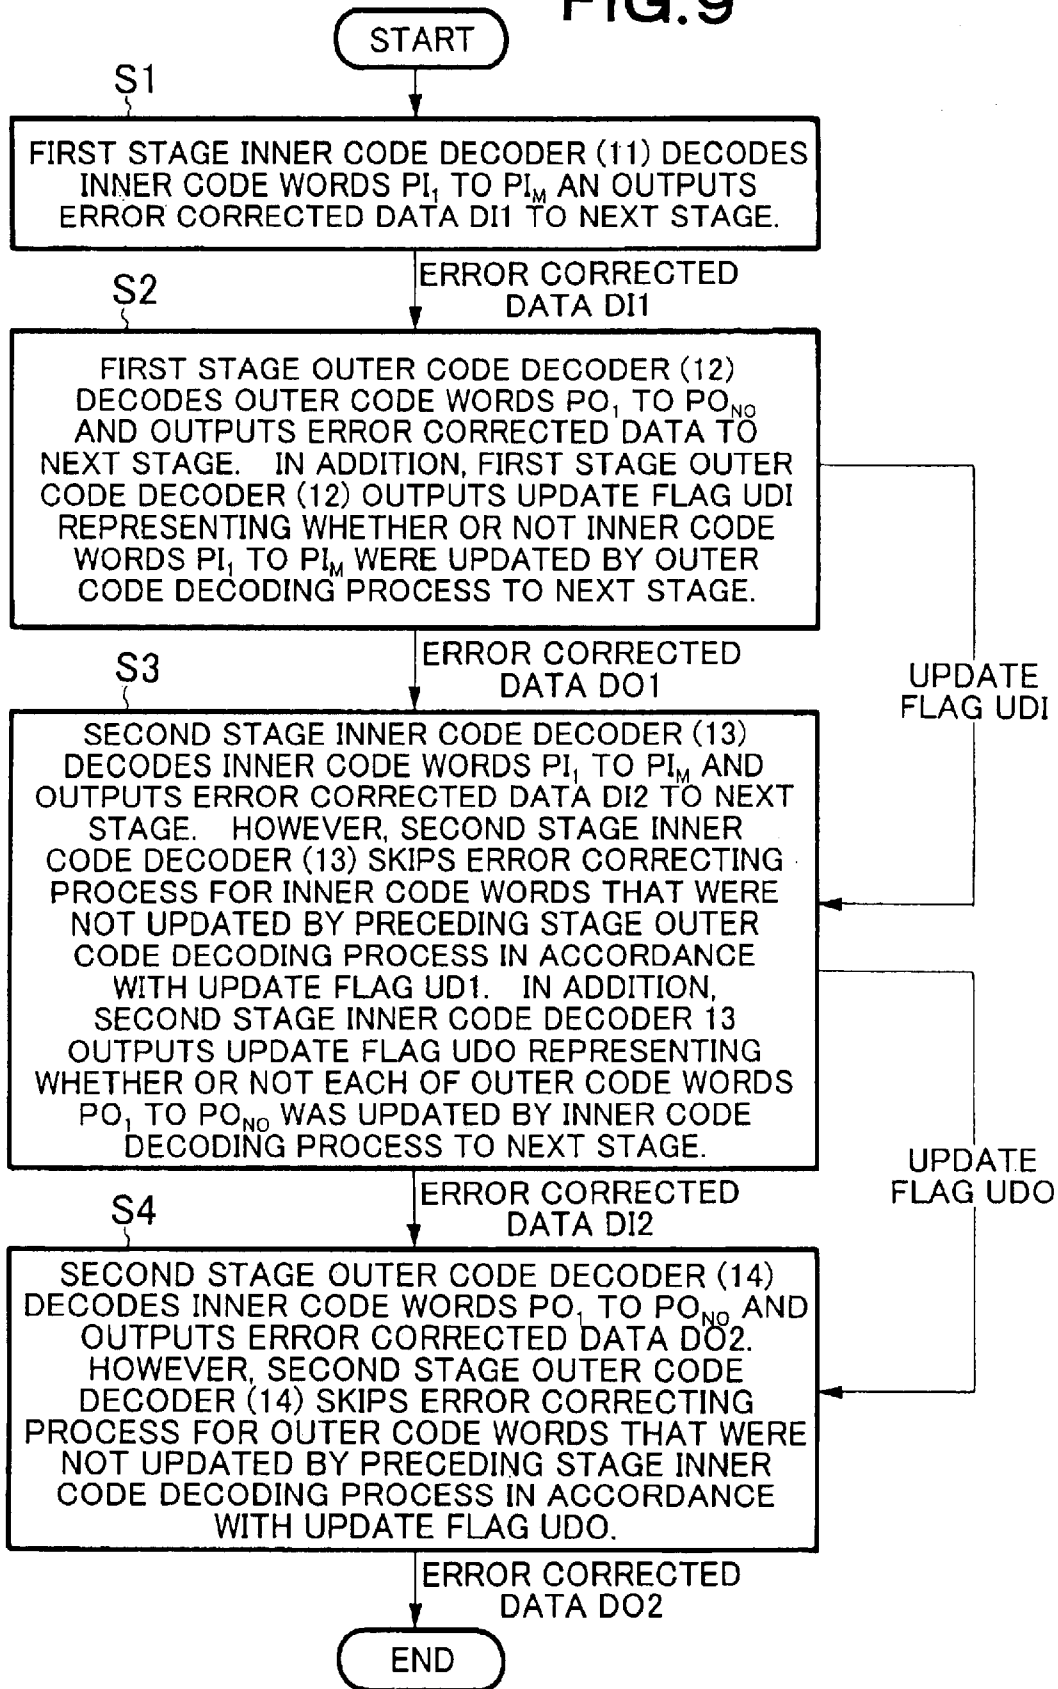 FIG.9
START
S1
FIRST STAGE INNER CODE DECODER (11) DECODES
INNER CODE WORDS PI₁ TO PI_M AN OUTPUTS
ERROR CORRECTED DATA DI1 TO NEXT STAGE.
ERROR CORRECTED
DATA DI1
S2
FIRST STAGE OUTER CODE DECODER (12)
DECODES OUTER CODE WORDS PO₁ TO PO_NO
AND OUTPUTS ERROR CORRECTED DATA TO
NEXT STAGE. IN ADDITION, FIRST STAGE OUTER
CODE DECODER (12) OUTPUTS UPDATE FLAG UDI
REPRESENTING WHETHER OR NOT INNER CODE
WORDS PI₁ TO PI_M WERE UPDATED BY OUTER
CODE DECODING PROCESS TO NEXT STAGE.
ERROR CORRECTED
DATA DO1
UPDATE
FLAG UDI
S3
SECOND STAGE INNER CODE DECODER (13)
DECODES INNER CODE WORDS PI₁ TO PI_M AND
OUTPUTS ERROR CORRECTED DATA DI2 TO NEXT
STAGE. HOWEVER, SECOND STAGE INNER
CODE DECODER (13) SKIPS ERROR CORRECTING
PROCESS FOR INNER CODE WORDS THAT WERE
NOT UPDATED BY PRECEDING STAGE OUTER
CODE DECODING PROCESS IN ACCORDANCE
WITH UPDATE FLAG UD1. IN ADDITION,
SECOND STAGE INNER CODE DECODER 13
OUTPUTS UPDATE FLAG UDO REPRESENTING
WHETHER OR NOT EACH OF OUTER CODE WORDS
PO₁ TO PO_NO WAS UPDATED BY INNER CODE
DECODING PROCESS TO NEXT STAGE.
ERROR CORRECTED
DATA DI2
UPDATE
FLAG UDO
S4
SECOND STAGE OUTER CODE DECODER (14)
DECODES INNER CODE WORDS PO₁ TO PO_NO AND
OUTPUTS ERROR CORRECTED DATA DO2.
HOWEVER, SECOND STAGE OUTER CODE
DECODER (14) SKIPS ERROR CORRECTING
PROCESS FOR OUTER CODE WORDS THAT WERE
NOT UPDATED BY PRECEDING STAGE INNER
CODE DECODING PROCESS IN ACCORDANCE
WITH UPDATE FLAG UDO.
ERROR CORRECTED
DATA DO2
END